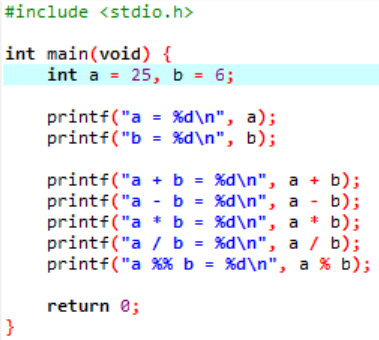 #include <stdio.h>

int main(void) {
    int a = 25, b = 6;

    printf("a = %d\n", a);
    printf("b = %d\n", b);

    printf("a + b = %d\n", a + b);
    printf("a - b = %d\n", a - b);
    printf("a * b = %d\n", a * b);
    printf("a / b = %d\n", a / b);
    printf("a %% b = %d\n", a % b);

    return 0;
}